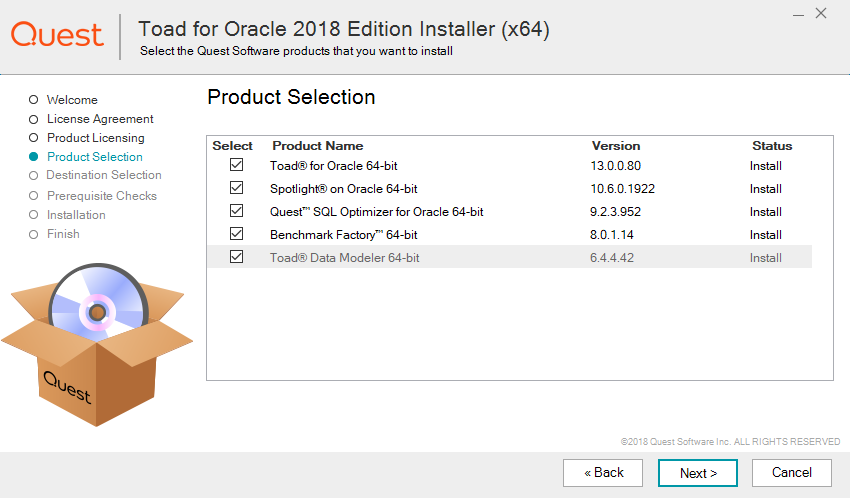 Quest
Toad for Oracle 2018 Edition Installer (x64)
Select the Quest Software products that you want to install
Welcome
License Agreement
Product Licensing
Product Selection
Destination Selection
Prerequisite Checks
Installation
Finish
Quest
Product Selection
Select Product Name Version Status
Toad® for Oracle 64-bit 13.0.0.80 Install
Spotlight® on Oracle 64-bit 10.6.0.1922 Install
Quest™ SQL Optimizer for Oracle 64-bit 9.2.3.952 Install
Benchmark Factory™ 64-bit 8.0.1.14 Install
Toad® Data Modeler 64-bit 6.4.4.42 Install
©2018 Quest Software Inc. ALL RIGHTS RESERVED
« Back Next > Cancel